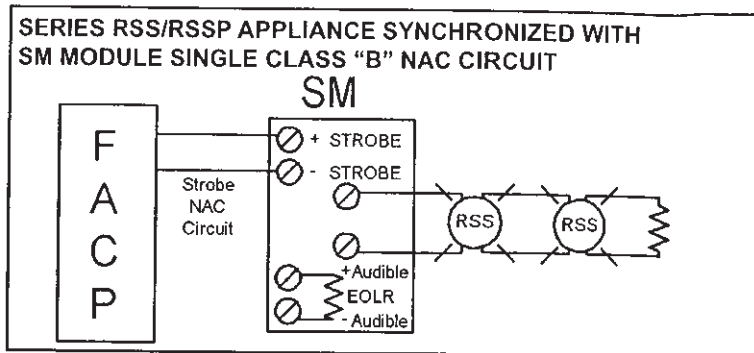 SERIES RSS/RSSP APPLIANCE SYNCHRONIZED WITH
SM MODULE SINGLE CLASS "B" NAC CIRCUIT
SM
FACP
+ STROBE
- STROBE
Strobe
NAC
Circuit
RSS
RSS
+Audible
EOLR
-Audible